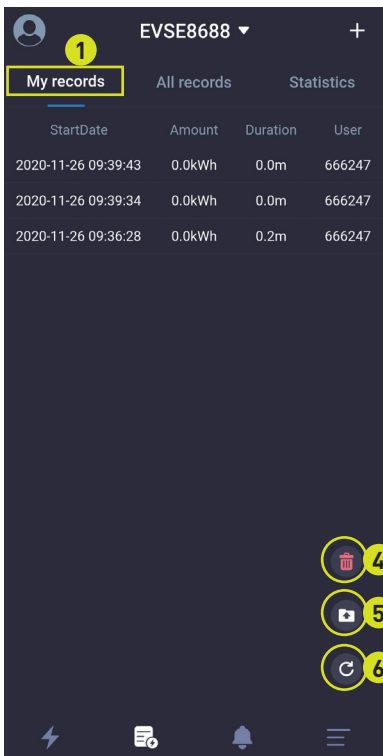 EVSE8688
1
My records All records Statistics
StartDate Amount Duration User
2020-11-26 09:39:43 0.0kWh 0.0m 666247
2020-11-26 09:39:34 0.0kWh 0.0m 666247
2020-11-26 09:36:28 0.0kWh 0.2m 666247
4
5
6